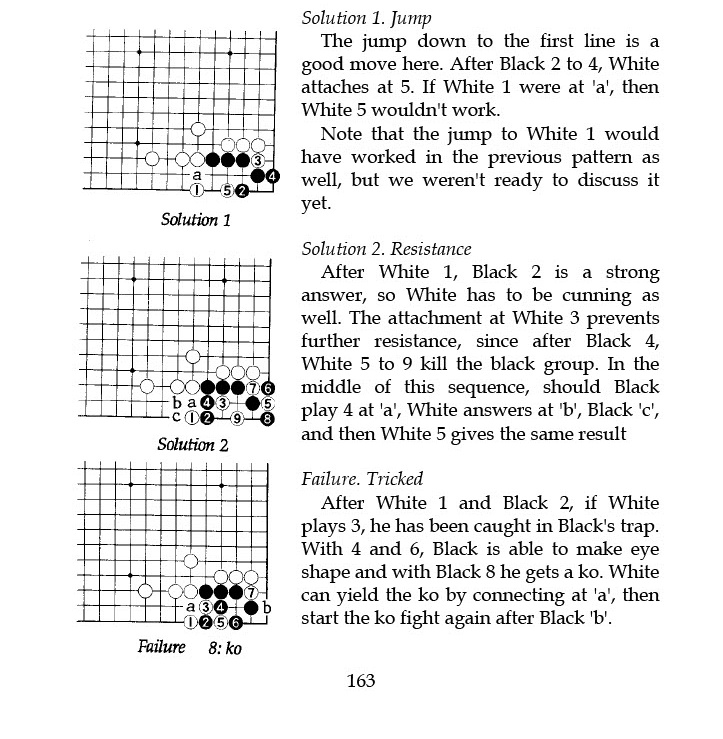 Solution 1. Jump
The jump down to the first line is a
good move here. After Black 2 to 4, White
attaches at 5. If White 1 were at 'a', then
White 5 wouldn't work.
Note that the jump to White 1 would
have worked in the previous pattern as
well, but we weren't ready to discuss it
yet.
3
a
4
1 5 2
Solution 1
Solution 2. Resistance
After White 1, Black 2 is a strong
answer, so White has to be cunning as
well. The attachment at White 3 prevents
further resistance, since after Black 4,
White 5 to 9 kill the black group. In the
middle of this sequence, should Black
play 4 at 'a', White answers at 'b', Black 'c',
and then White 5 gives the same result
7 6
b a 4 3 5
c 1 2 9 8
Solution 2
Failure. Tricked
After White 1 and Black 2, if White
plays 3, he has been caught in Black's trap.
With 4 and 6, Black is able to make eye
shape and with Black 8 he gets a ko. White
can yield the ko by connecting at 'a', then
start the ko fight again after Black 'b'.
7
a 3 4 b
1 2 5 6
Failure 8: ko
163